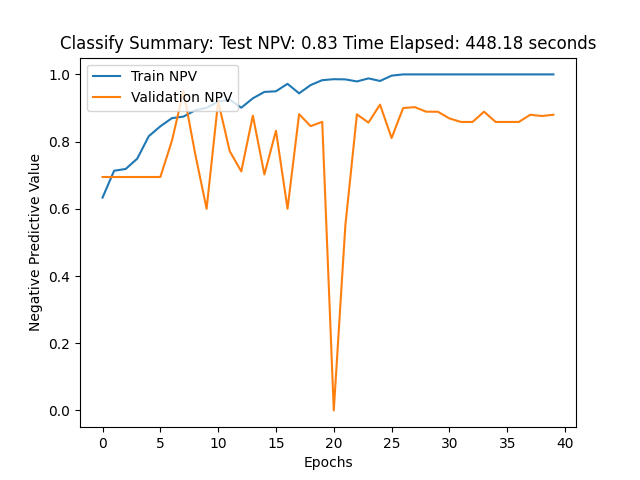 Classify Summary: Test NPV: 0.83 Time Elapsed: 448.18 seconds
Train NPV
Validation NPV
1.0
0.8
0.6
0.4
0.2
0.0
Negative Predictive Value
0 5 10 15 20 25 30 35 40
Epochs